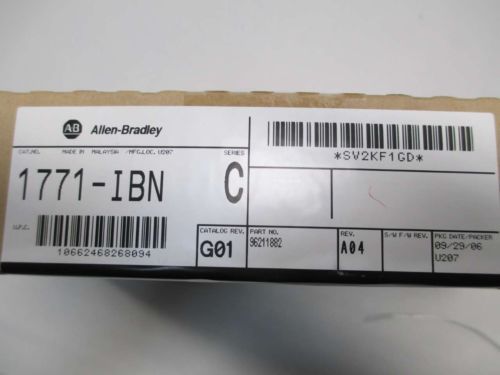 AB Allen-Bradley
*SV2KF1GD*
CAT.NO. MADE IN MALAYSIA /MFG.LOC. U207 SERIES
1771-IBN C
U.P.C.
10662468268094
CATALOG REV.
G01
PART NO.
96211882
REV.
A04
S/W F/W REV.
PKG DATE/PACKER
09/29/06
U207